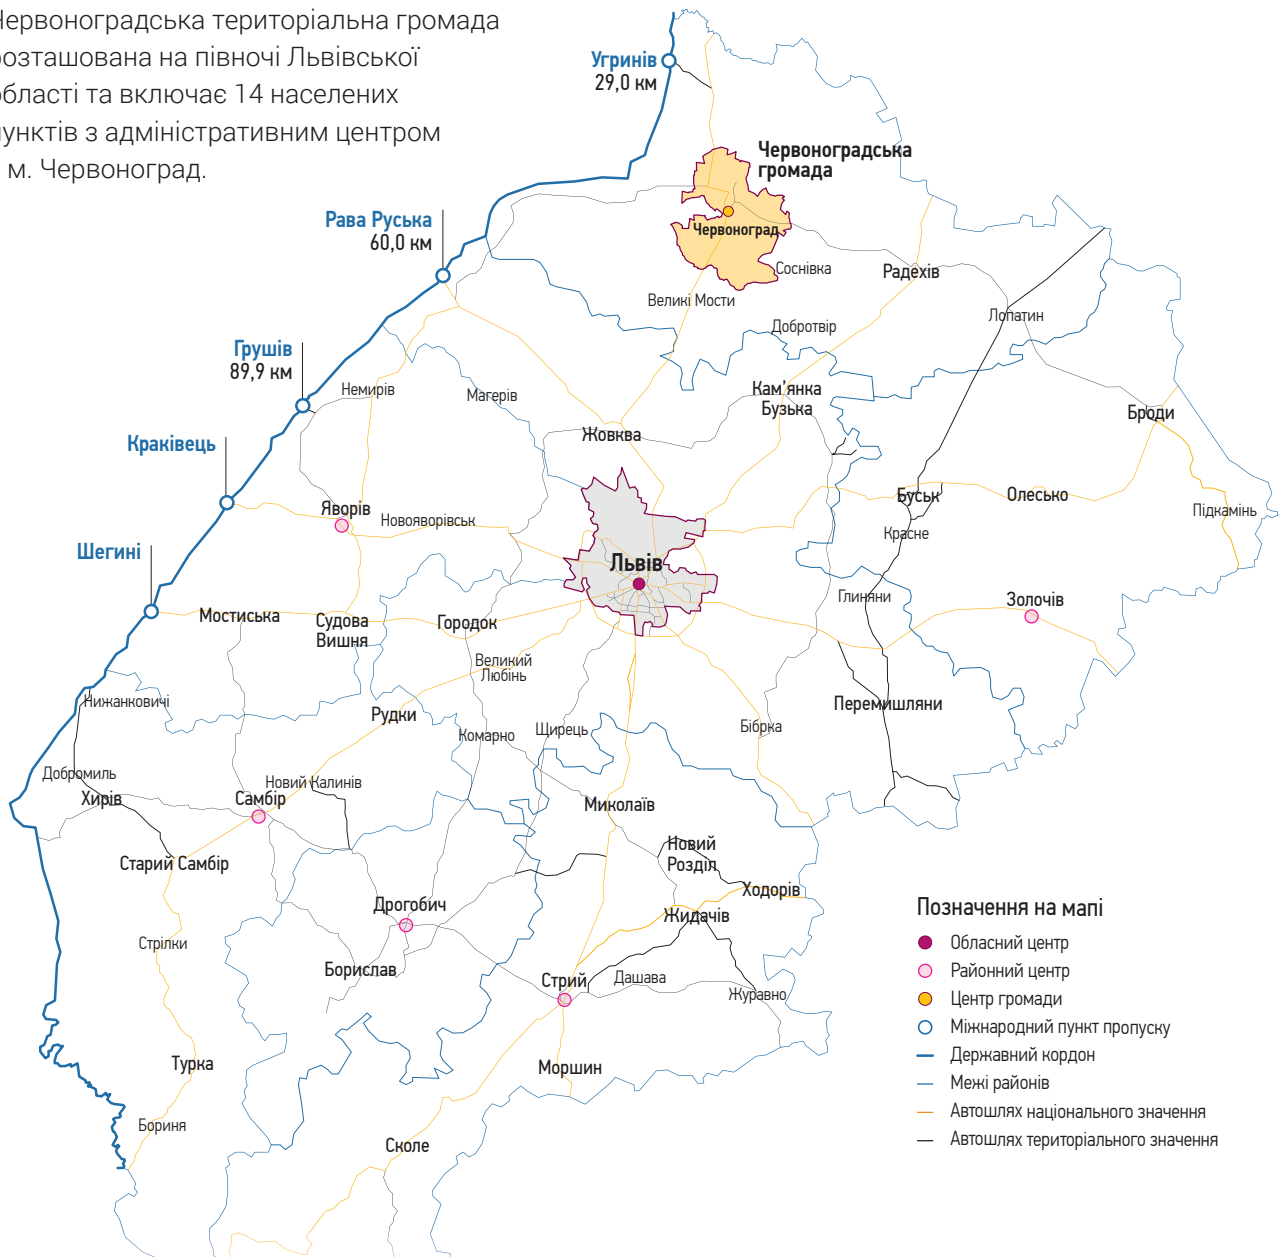 Червоноградська територіальна громада
розташована на півночі Львівської
області та включає 14 населених
пунктів з адміністративним центром
м. Червоноград.
Угринів
29,0 км
Червоноградська
громада
Червоноград
Рава Руська
60,0 км
Соснівка
Радехів
Великі Мости
Лопатин
Добротвір
Грушів
89,9 км
Немирів
Магерів
Кам'янка
Бузька
Броди
Жовква
Краківець
Яворів
Новояворівськ
Буськ
Олесько
Підкамінь
Красне
Шегині
Львів
Глиняни
Золочів
Мостиська
Судова
Вишня
Городок
Великий
Любінь
Нижанковичі
Рудки
Перемишляни
Комарно
Щирець
Бібрка
Добромиль
Хирів
Новий Калинів
Самбір
Миколаїв
Старий Самбір
Новий
Розділ
Ходорів
Дрогобич
Жидачів
Стрілки
Борислав
Стрий
Дашава
Журавно
Турка
Моршин
Бориня
Сколе
Позначення на мапі
Обласний центр
Районний центр
Центр громади
Міжнародний пункт пропуску
Державний кордон
Межі районів
Автошлях національного значення
Автошлях територіального значення